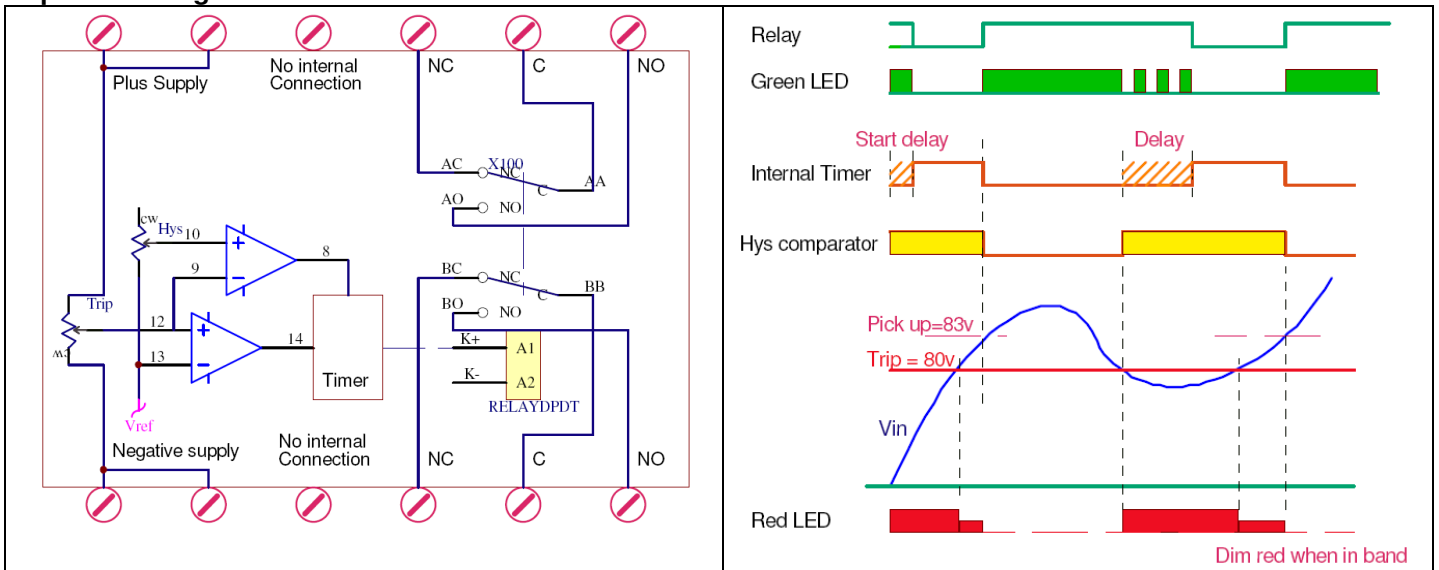 Plus Supply
No internal
Connection
NC
C
NO
AC
X100
NC
C
AA
AO
NO
cw
Hys
10
8
9
Trip
12
13
14
cw
Timer
Vref
BC
NC
C
BB
BO
NO
K+
A1
K-
A2
RELAYDPDT
Negative supply
No internal
Connection
NC
C
NO
Relay
Green LED
Start delay
Delay
Internal Timer
Hys comparator
Pick up=83v
Trip = 80v
Vin
Red LED
Dim red when in band